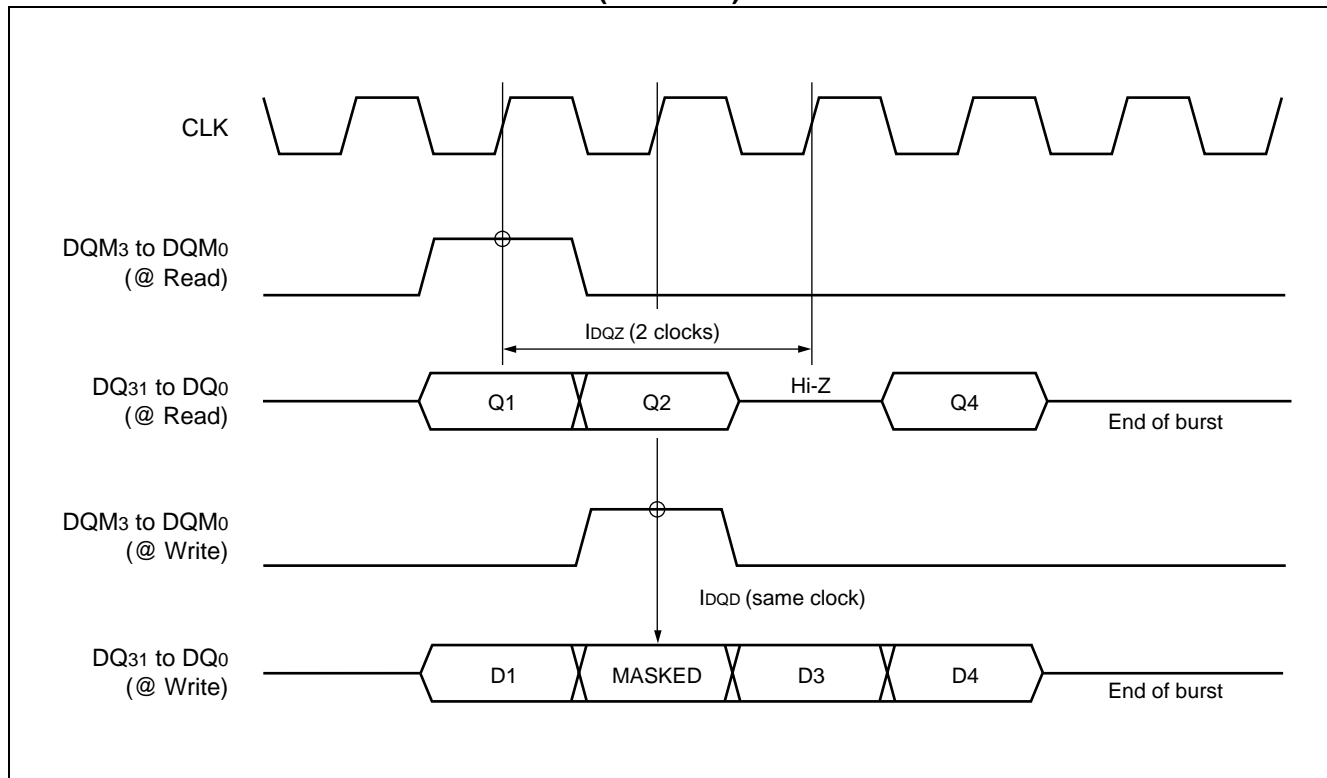 CLK
DQM3 to DQM0
(@ Read)
IDQZ (2 clocks)
DQ31 to DQ0
(@ Read)
Q1
Q2
Hi-Z
Q4
End of burst
DQM3 to DQM0
(@ Write)
IDQD (same clock)
DQ31 to DQ0
(@ Write)
D1
MASKED
D3
D4
End of burst